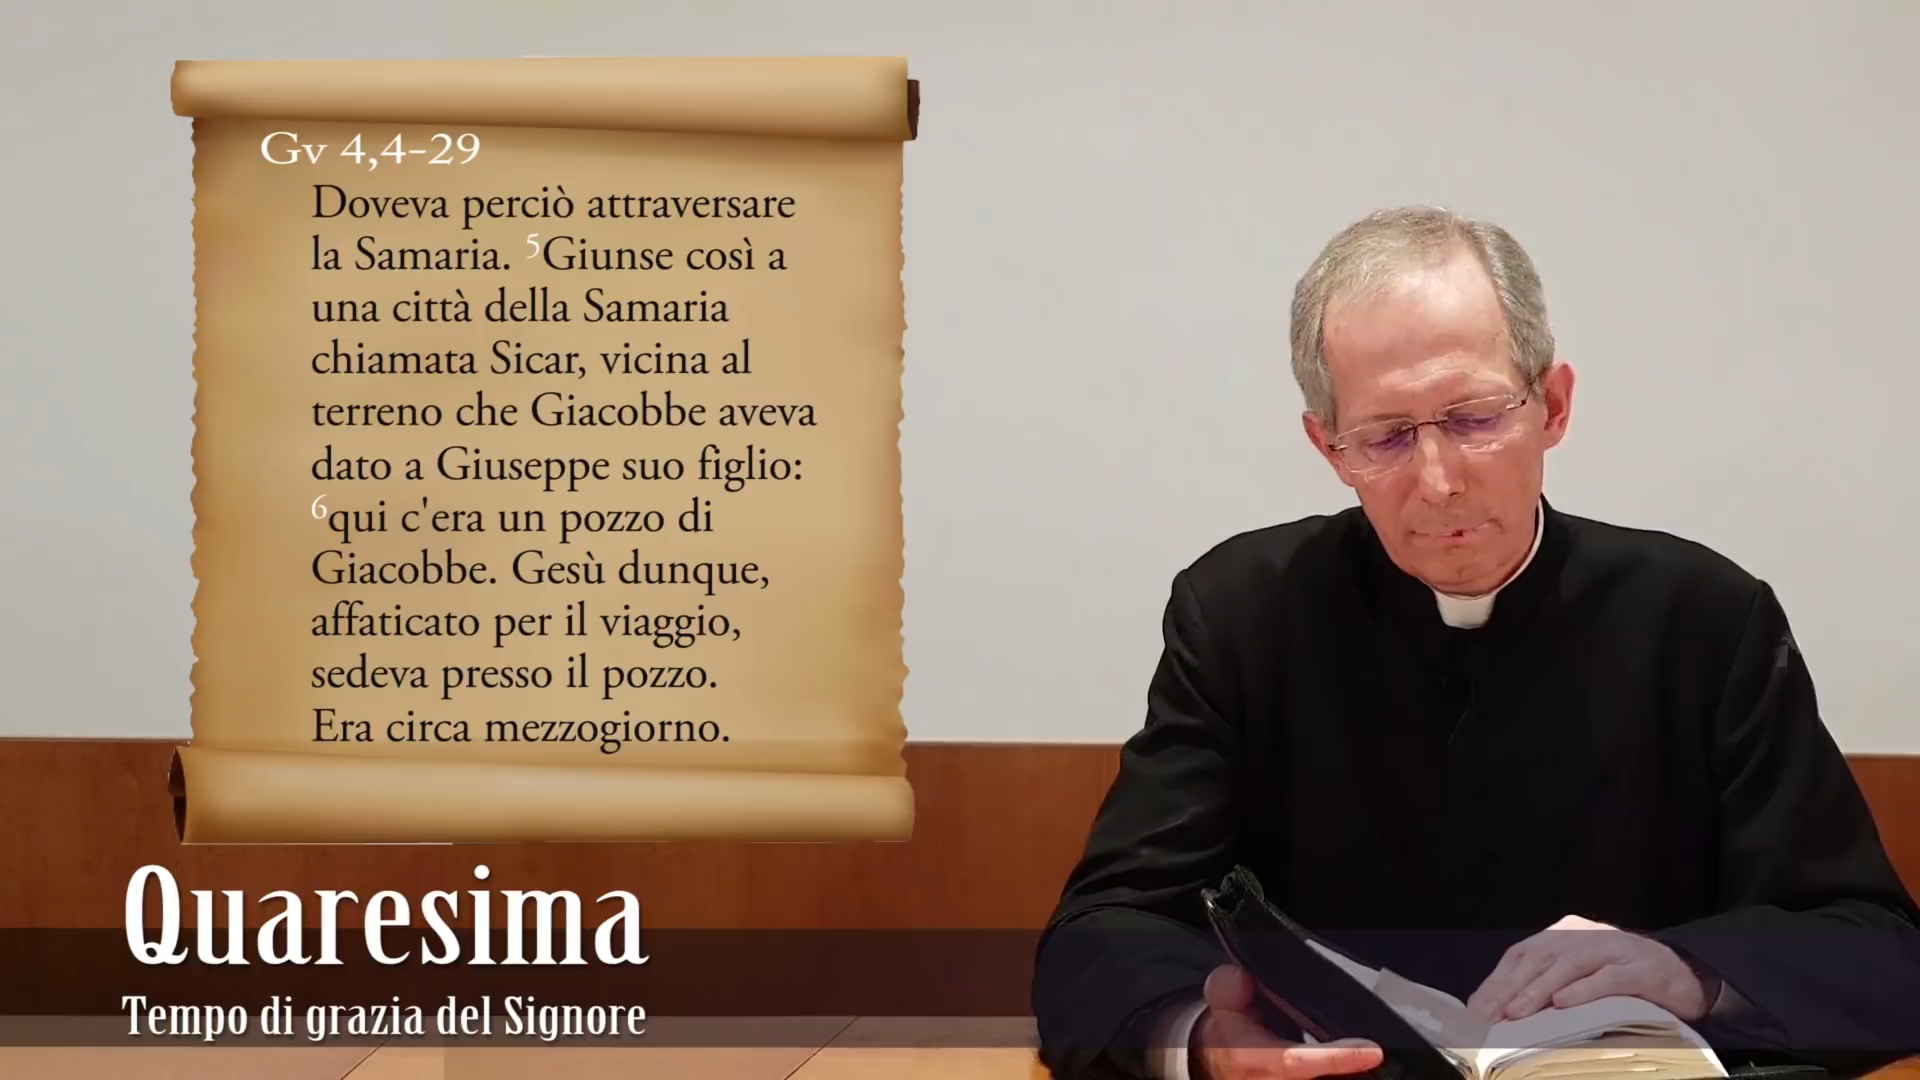 Gv 4,4-29
Doveva perciò attraversare
la Samaria. ⁵Giunse così a
una città della Samaria
chiamata Sicar, vicina al
terreno che Giacobbe aveva
dato a Giuseppe suo figlio:
⁶qui c'era un pozzo di
Giacobbe. Gesù dunque,
affaticato per il viaggio,
sedeva presso il pozzo.
Era circa mezzogiorno.
Quaresima
Tempo di grazia del Signore